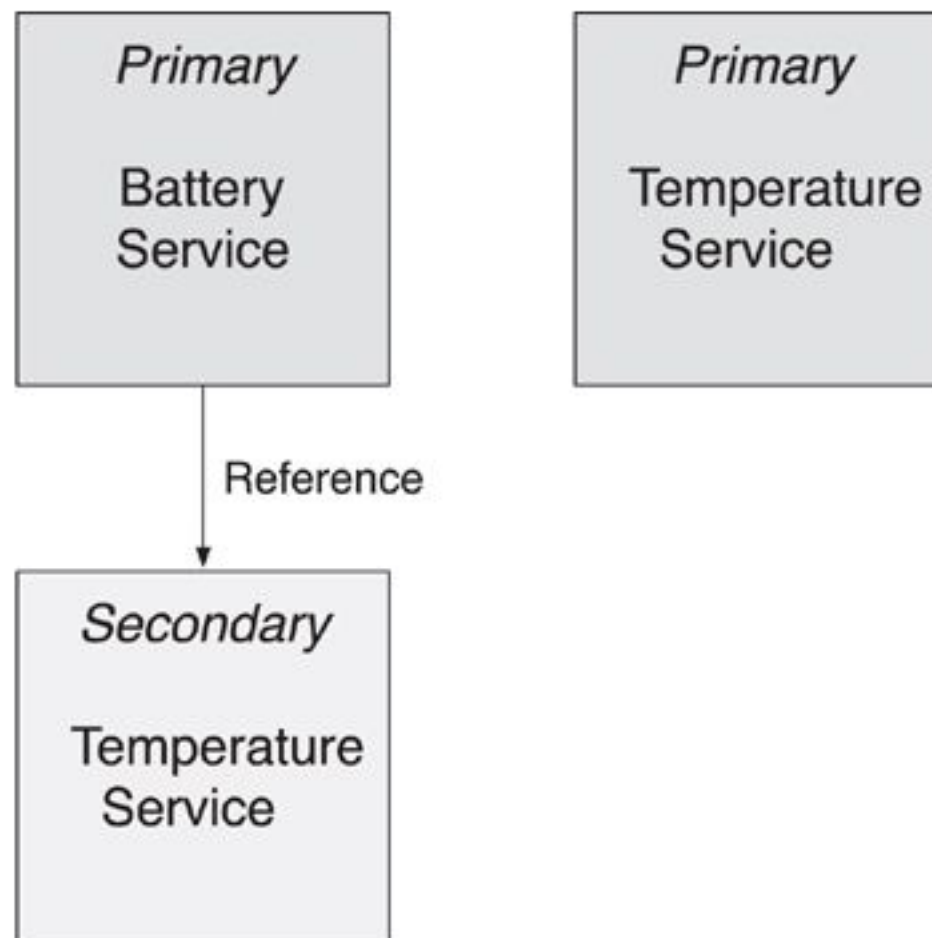 Primary
Battery
Service
Primary
Temperature
Service
Reference
Secondary
Temperature
Service